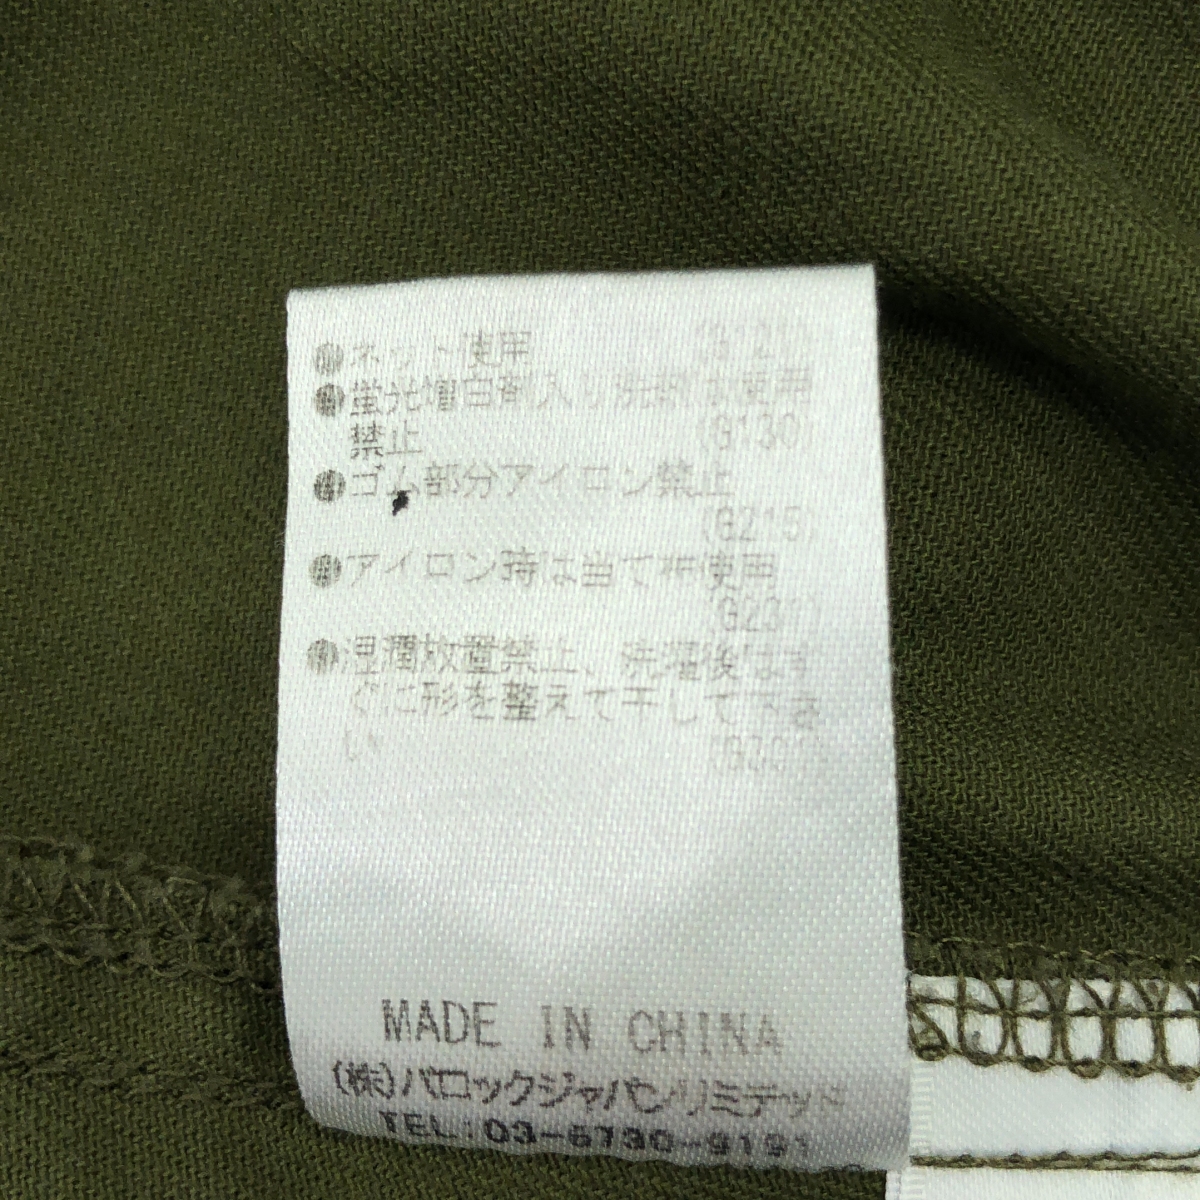 ●ネット使用
●蛍光増白剤入り洗剤は使用
禁止 (G130)
●ゴム部分アイロン禁止
(G215)
●アイロン時は当て布使用
●湿潤放置禁止、洗濯後はす
ぐに形を整えて干して下さ
い
MADE IN CHINA
(株)バロックジャパンリミテッド
TEL:03-6730-9191